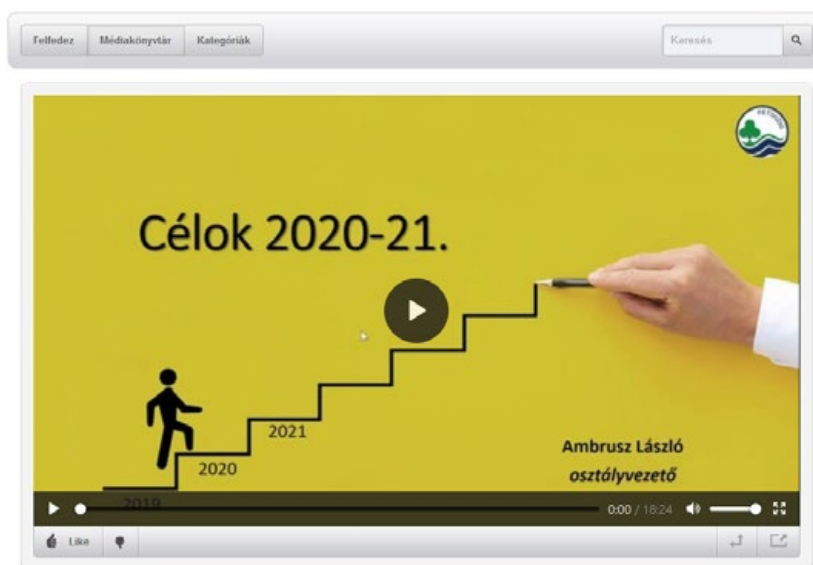 Felfedez Médiakönyvtár Kategóriák Keresés
Célok 2020-21.
2021
2020
2019
Ambrusz László
osztályvezető
0:00 / 18:24
Like